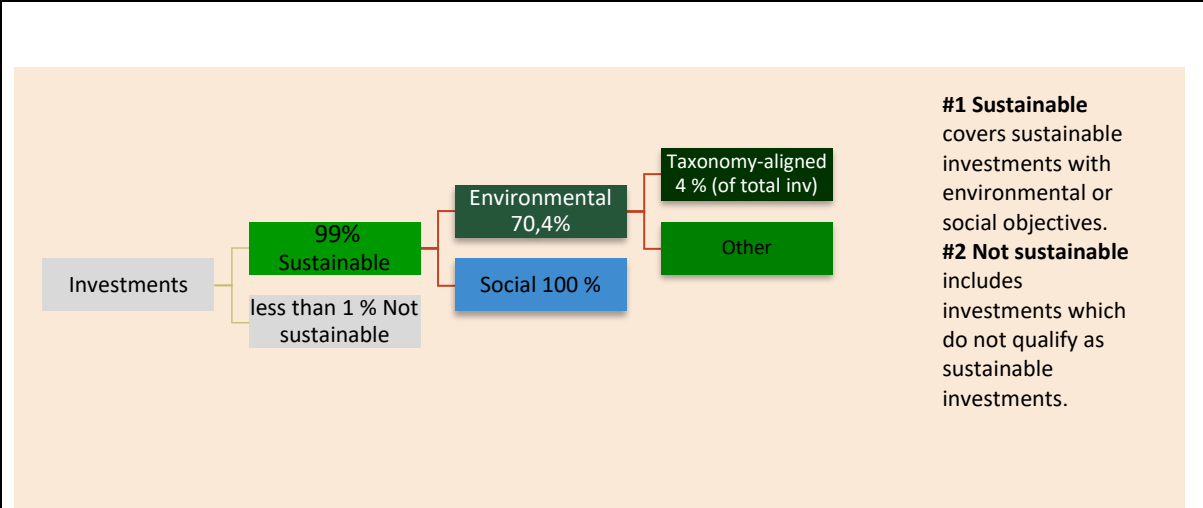 Investments
99%
Sustainable
less than 1 % Not
sustainable
Environmental
70,4%
Social 100 %
Taxonomy-aligned
4 % (of total inv)
Other
#1 Sustainable
covers sustainable
investments with
environmental or
social objectives.
#2 Not sustainable
includes
investments which
do not qualify as
sustainable
investments.